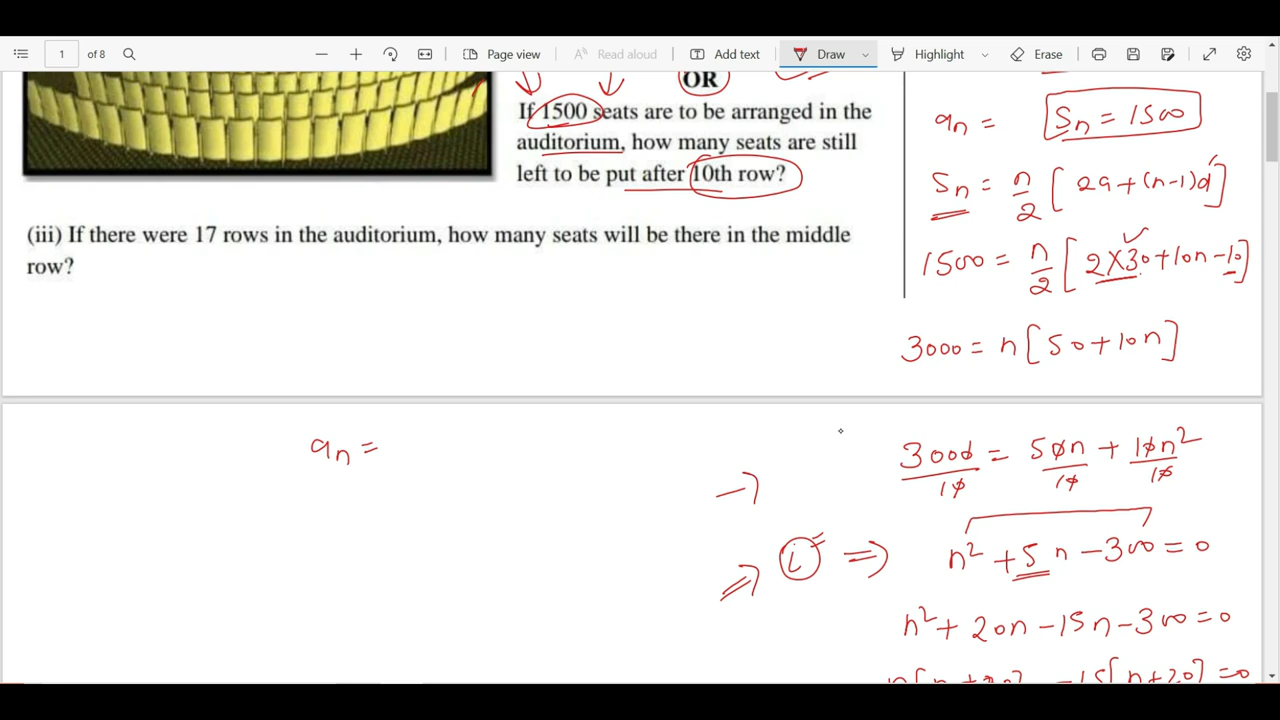 1 of 8 Page view Read aloud Add text Draw Highlight Erase
OR
If 1500 seats are to be arranged in the
auditorium, how many seats are still
left to be put after 10th row?
(iii) If there were 17 rows in the auditorium, how many seats will be there in the middle
row?
aₙ = Sₙ = 1500
Sₙ = n/2 [ 2a + (n-1)d ]
1500 = n/2 [ 2×30 + 10n - 10 ]
3000 = n [ 50 + 10n ]
aₙ =
3000/10 = 50n/10 + 10n²/10
i ⇒ n² + 5n - 300 = 0
n² + 20n - 15n - 300 = 0
n[n+20] - 15[n+20] = 0